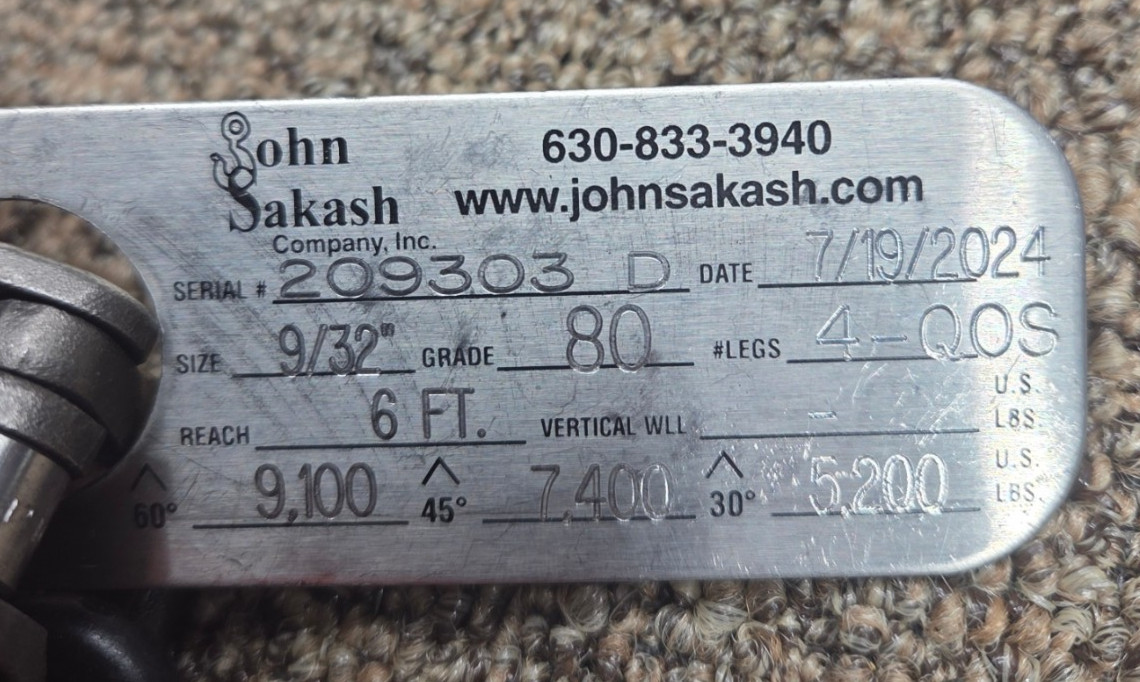 John
Sakash
Company, Inc.
630-833-3940
www.johnsakash.com
SERIAL # 209303 D DATE 7/19/2024
SIZE 9/32" GRADE 80 #LEGS 4-QOS
REACH 6 FT. VERTICAL WLL - U.S. LBS.
60° 9,100 45° 7,400 30° 5,200 U.S. LBS.